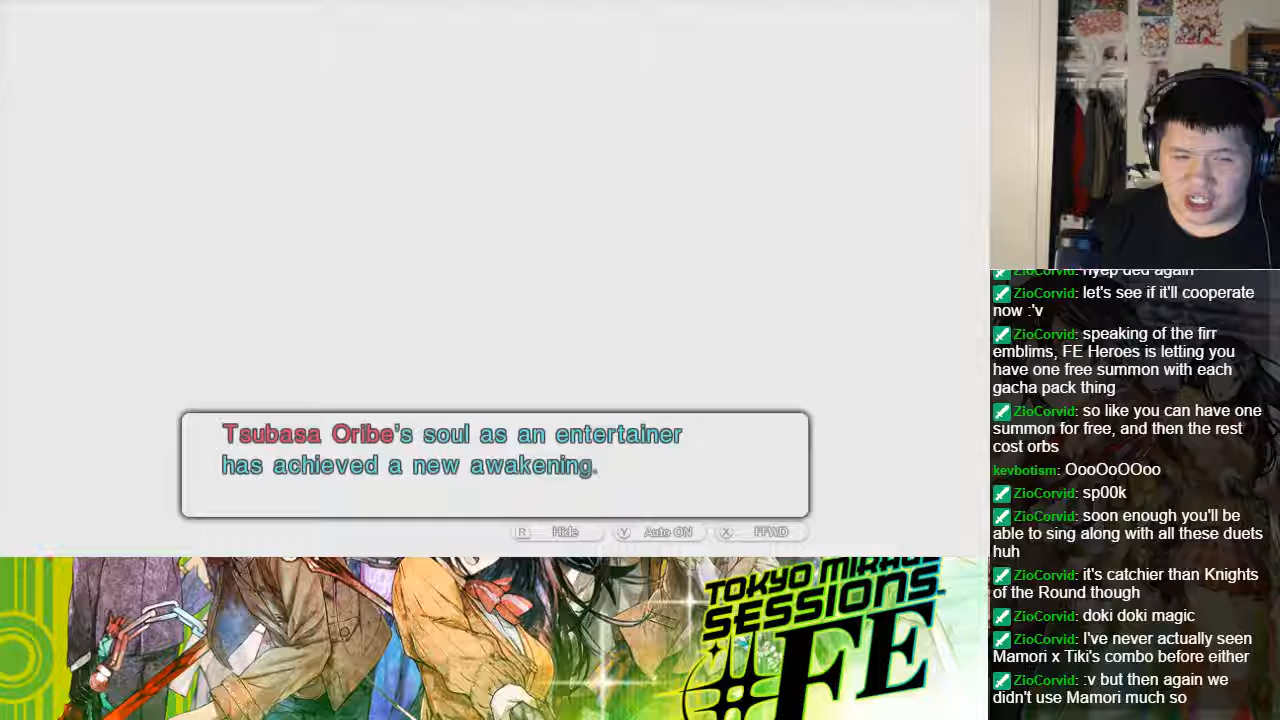 Tsubasa Oribe's soul as an entertainer
has achieved a new awakening.
R Hide Y Auto ON X FFWD
TOKYO MIRAGE
SESSIONS
#FE
ZioCorvid: nyep ded again
ZioCorvid: let's see if it'll cooperate
now :'v
ZioCorvid: speaking of the firr
emblims, FE Heroes is letting you
have one free summon with each
gacha pack thing
ZioCorvid: so like you can have one
summon for free, and then the rest
cost orbs
kevbotism: OooOoOOoo
ZioCorvid: sp00k
ZioCorvid: soon enough you'll be
able to sing along with all these duets
huh
ZioCorvid: it's catchier than Knights
of the Round though
ZioCorvid: doki doki magic
ZioCorvid: I've never actually seen
Mamori x Tiki's combo before either
ZioCorvid: :v but then again we
didn't use Mamori much so